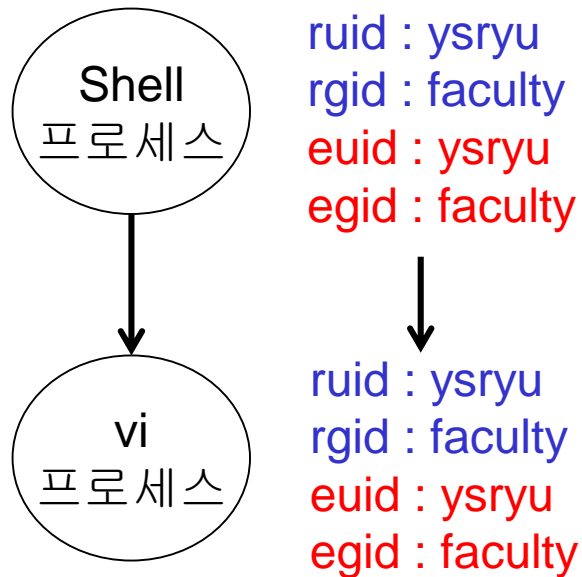 Shell
프로세스
ruid : ysryu
rgid : faculty
euid : ysryu
egid : faculty
vi
프로세스
ruid : ysryu
rgid : faculty
euid : ysryu
egid : faculty